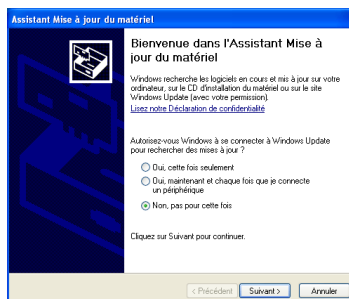 Assistant Mise à jour du matériel
Bienvenue dans l'Assistant Mise à
jour du matériel
Windows recherche les logiciels en cours et mis à jour sur votre
ordinateur, sur le CD d'installation du matériel ou sur le site
Windows Update (avec votre permission).
Lisez notre Déclaration de confidentialité
Autorisez-vous Windows à se connecter à Windows Update
pour rechercher des mises à jour ?
Oui, cette fois seulement
Oui, maintenant et chaque fois que je connecte
un périphérique
Non, pas pour cette fois
Cliquez sur Suivant pour continuer.
< Précédent Suivant > Annuler